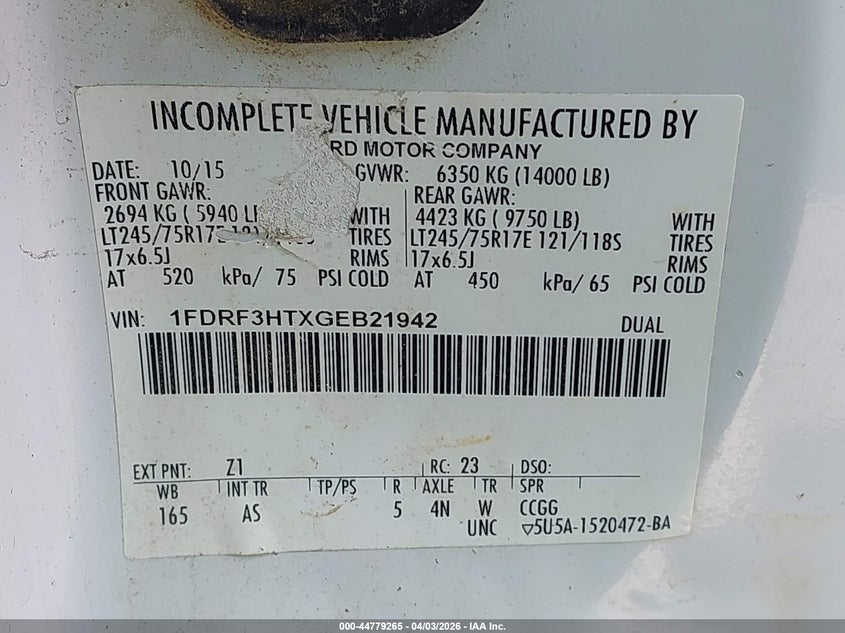 INCOMPLETE VEHICLE MANUFACTURED BY
RD MOTOR COMPANY
DATE: 10/15 GVWR: 6350 KG (14000 LB)
FRONT GAWR: REAR GAWR:
2694 KG ( 5940 L WITH 4423 KG ( 9750 LB) WITH
LT245/75R17E TIRES LT245/75R17E 121/118S TIRES
17x6.5J RIMS 17x6.5J RIMS
AT 520 kPa/ 75 PSI COLD AT 450 kPa/ 65 PSI COLD
VIN: 1FDRF3HTXGEB21942 DUAL
EXT PNT: Z1 RC: 23 DSO:
WB INT TR TP/PS R AXLE TR SPR
165 AS 5 4N W CCGG
UNC ▽5U5A-1520472-BA
000-44779265 - 04/03/2026 - IAA Inc.